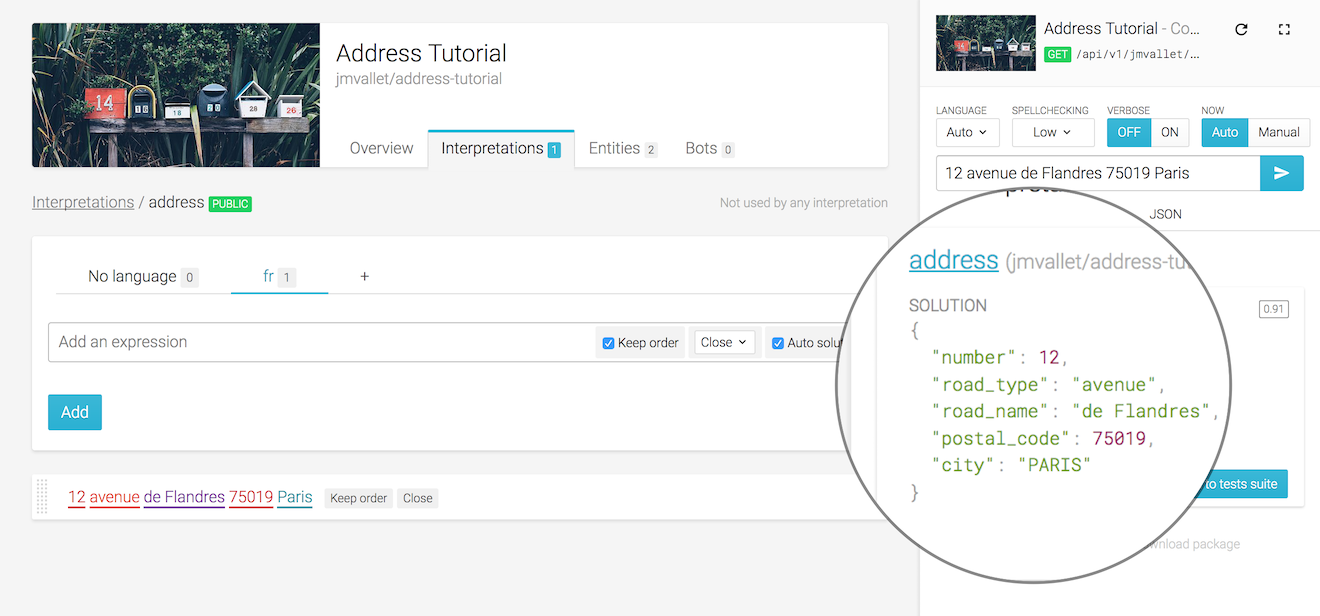 14
16
18
20
28
26
Address Tutorial
jmvallet/address-tutorial
Overview
Interpretations 1
Entities 2
Bots 0
Interpretations / address PUBLIC
Not used by any interpretation
No language 0
fr 1
+
Add an expression
Keep order
Close
Auto solu
Add
12 avenue de Flandres 75019 Paris
Keep order
Close
14
Address Tutorial - Co...
GET /api/v1/jmvallet/...
LANGUAGE
SPELLCHECKING
VERBOSE
NOW
Auto
Low
OFF
ON
Auto
Manual
12 avenue de Flandres 75019 Paris
JSON
address (jmvallet/address-tu
0.91
SOLUTION
{
"number": 12,
"road_type": "avenue",
"road_name": "de Flandres",
"postal_code": 75019,
"city": "PARIS"
}
to tests suite
wnload package